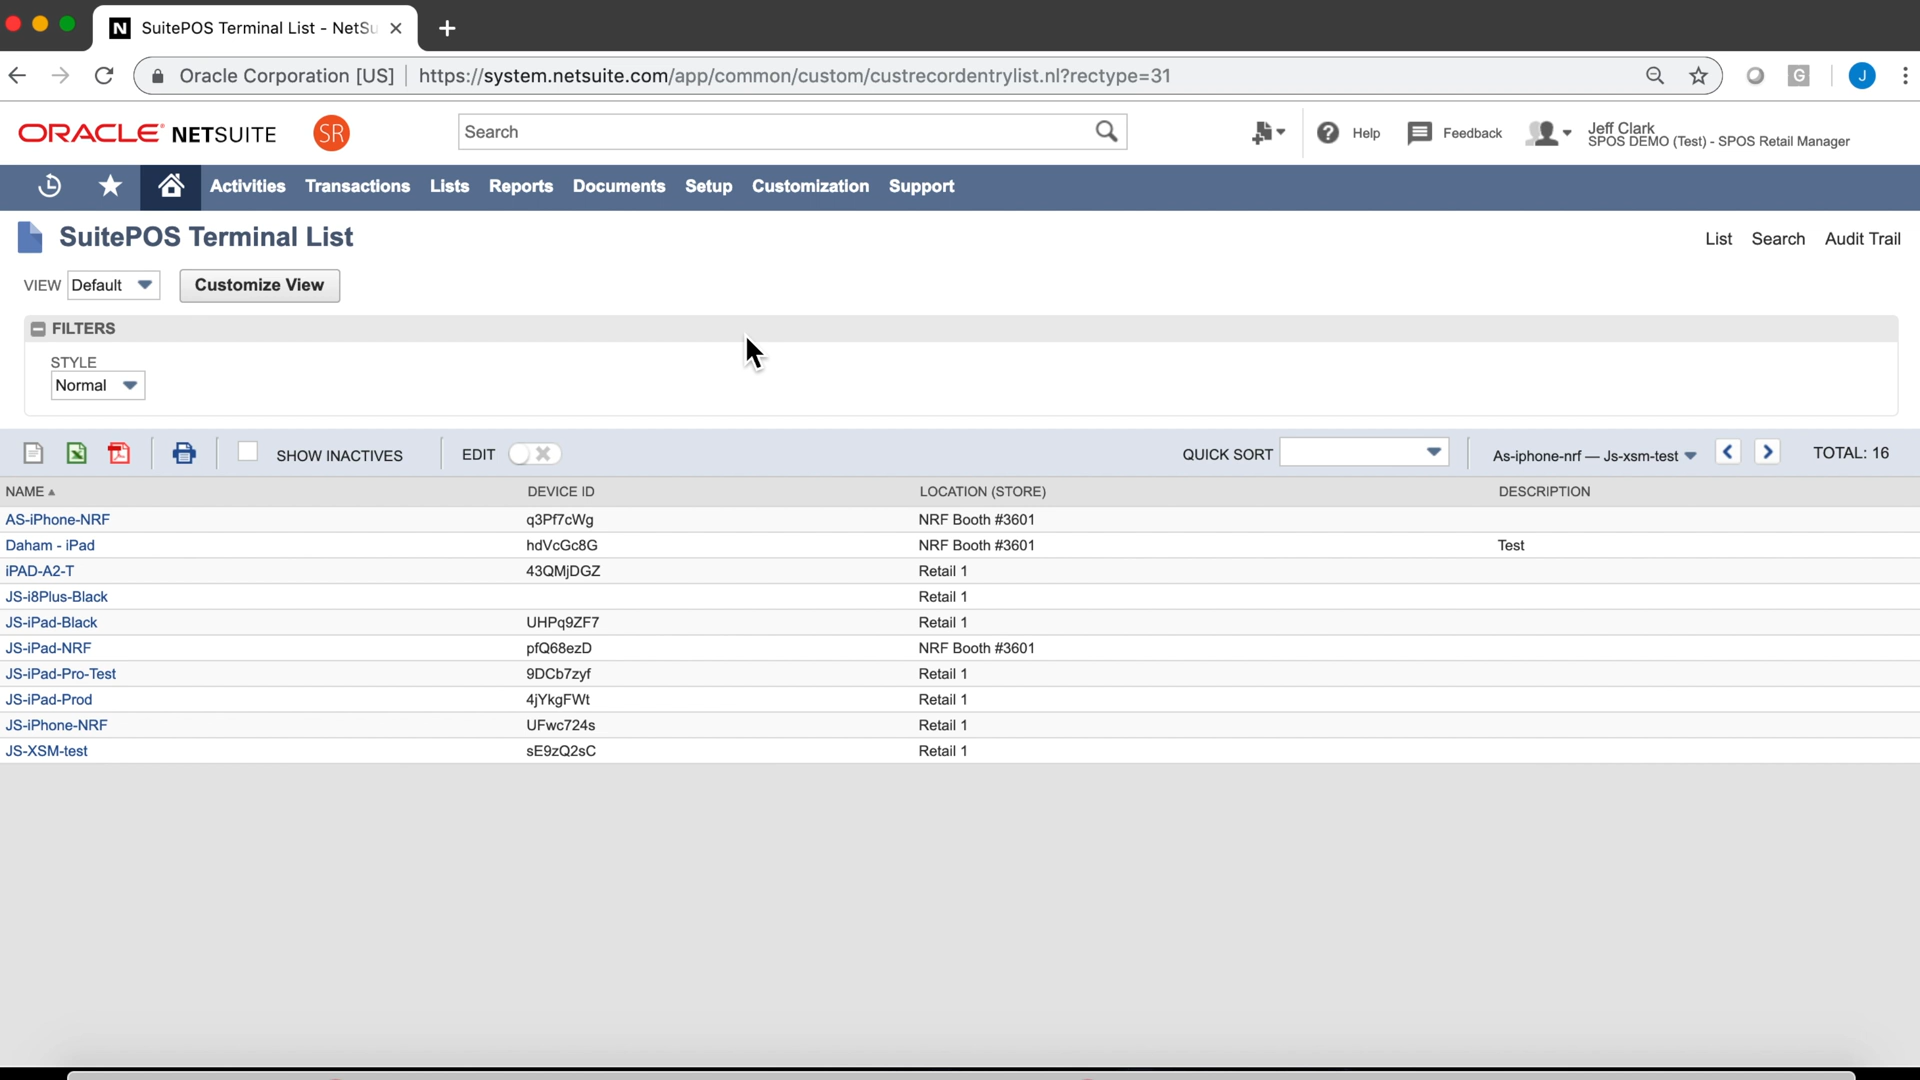 N SuitePOS Terminal List - NetSu
Oracle Corporation [US] https://system.netsuite.com/app/common/custom/custrecordentrylist.nl?rectype=31 G J
ORACLE NETSUITE SR Search Help Feedback Jeff Clark
SPOS DEMO (Test) - SPOS Retail Manager
Activities Transactions Lists Reports Documents Setup Customization Support
SuitePOS Terminal List List Search Audit Trail
VIEW Default Customize View
FILTERS
STYLE
Normal
SHOW INACTIVES EDIT QUICK SORT As-iphone-nrf — Js-xsm-test TOTAL: 16
NAME DEVICE ID LOCATION (STORE) DESCRIPTION
AS-iPhone-NRF q3Pf7cWg NRF Booth #3601
Daham - iPad hdVcGc8G NRF Booth #3601 Test
iPAD-A2-T 43QMjDGZ Retail 1
JS-i8Plus-Black Retail 1
JS-iPad-Black UHPq9ZF7 Retail 1
JS-iPad-NRF pfQ68ezD NRF Booth #3601
JS-iPad-Pro-Test 9DCb7zyf Retail 1
JS-iPad-Prod 4jYkgFWt Retail 1
JS-iPhone-NRF UFwc724s Retail 1
JS-XSM-test sE9zQ2sC Retail 1